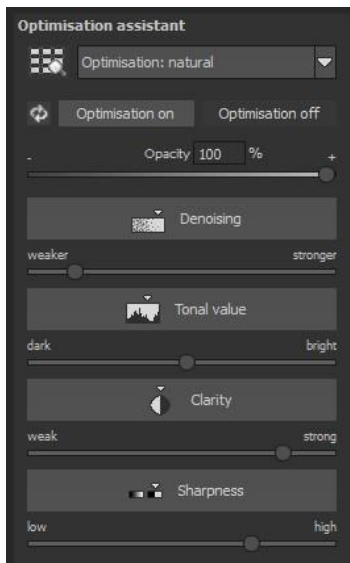 Optimisation assistant
Optimisation: natural
Optimisation on Optimisation off
- Opacity 100 % +
Denoising
weaker stronger
Tonal value
dark bright
Clarity
weak strong
Sharpness
low high